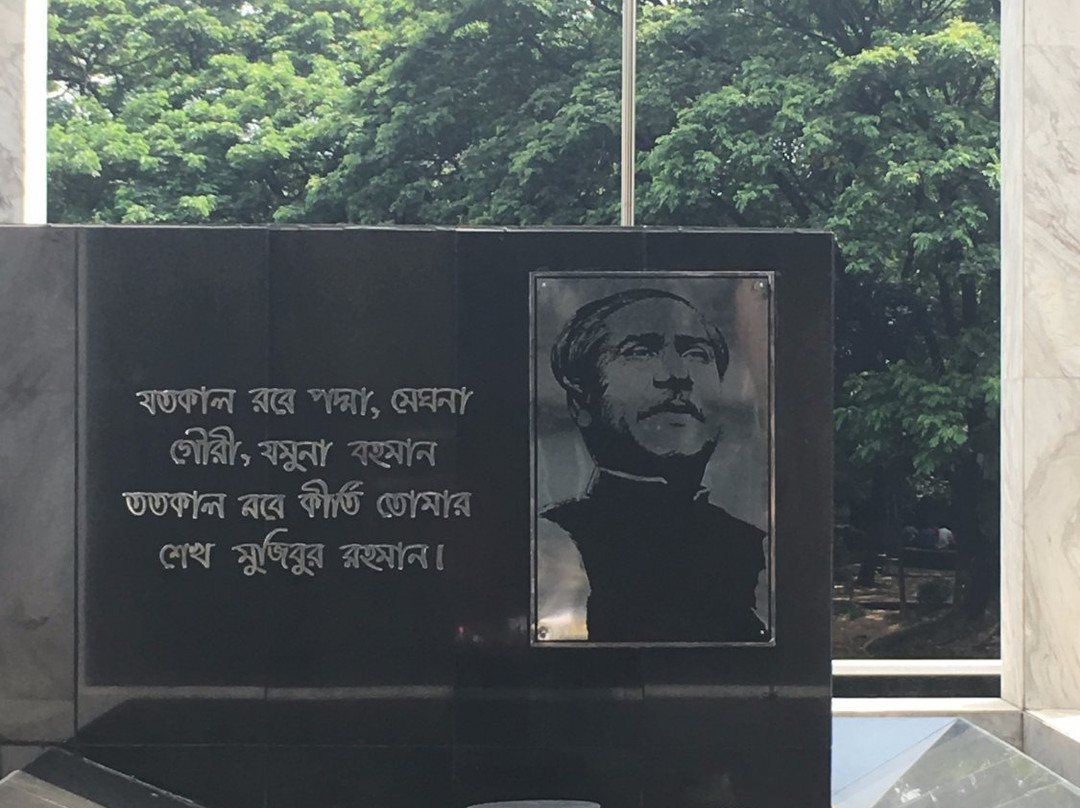 যতকাল রবে পদ্মা, মেঘনা
গৌরী, যমুনা বহমান
ততকাল রবে কীর্তি তোমার
শেখ মুজিবুর রহমান।